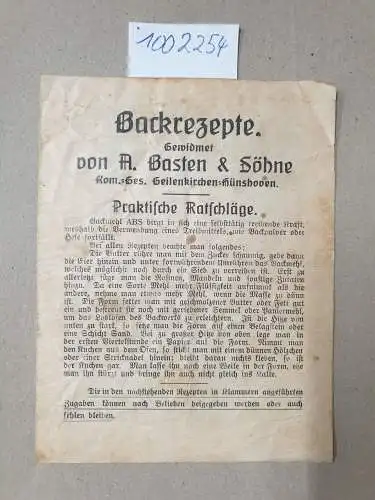 1002254
Backrezepte.
Gewidmet
von A. Basten & Söhne
Kom.-Ges. Geilenkirchen-Hünshoven.
Praktische Ratschläge.
Backmehl ABS birgt in sich eine selbsttätig treibende Kraft,
weshalb die Verwendung eines Treibmittels, wie Backpulver oder
Hefe fortfällt.
Bei allen Rezepten beachte man folgendes:
Die Butter rühre man mit dem Zucker schaumig, gebe dann
die Eier hinein und unter fortwährendem Umrühren das Backmehl,
welches möglichst noch durch ein Sieb zu verreiben ist. Erst zu
allerletzt füge man die Rosinen, Mandeln und sonstige Zutaten
hinzu. Da eine Sorte Mehl mehr Flüssigkeit aufnimmt als die
andere, nehme man etwas mehr Mehl, wenn die Masse zu dünn
ist. Die Form fettet man mit geschmolzener Butter oder Fett gut
ein und bestreut sie noch mit geriebener Semmel oder Paniermehl,
um das Loslösen des Backwerks zu erleichtern. Ist die Hitze von
unten zu stark, so setze man die Form auf einen Ziegelstein oder
eine Schicht Sand. Bei zu großer Hitze von oben lege man in
der ersten Viertelstunde ein Papier auf die Form. Nimmt man
den Kuchen aus dem Ofen, so sticht man mit einem dünnen Hölzchen
oder einer Stricknadel hinein; bleibt daran nichts kleben, so ist
der Kuchen gar. Man lasse ihn noch eine Weile in der Form, ehe
man ihn stürzt und bringe ihn auch nicht gleich ins Kalte.
Die in den nachstehenden Rezepten in Klammern angeführten
Zugaben können nach Belieben beigegeben werden oder auch
fehlen bleiben.